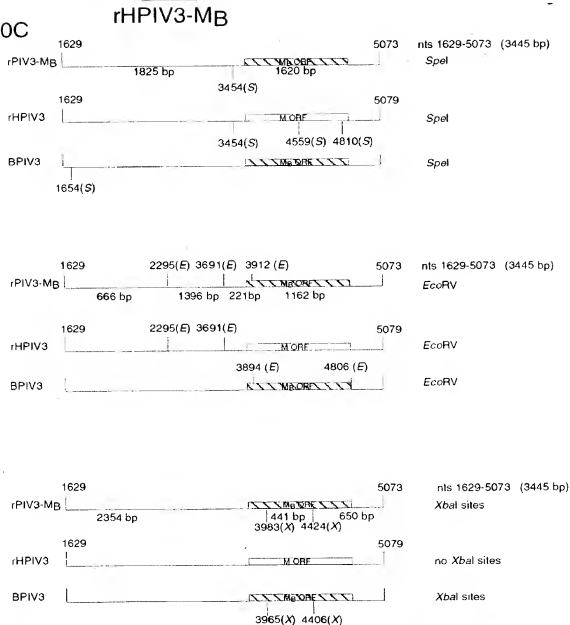 rHPIV3-MB
0C
1629 5073 nts 1629-5073 (3445 bp)
rPIV3-MB MB ORF SpeI
1825 bp 1620 bp
3454(S)
1629 5079
rHPIV3 M ORF SpeI
3454(S) 4559(S) 4810(S)
BPIV3 MB ORF SpeI
1654(S)
1629 2295(E) 3691(E) 3912 (E) 5073 nts 1629-5073 (3445 bp)
rPIV3-MB MB ORF EcoRV
666 bp 1396 bp 221bp 1162 bp
1629 2295(E) 3691(E) 5079
rHPIV3 M ORF EcoRV
3894 (E) 4806 (E)
BPIV3 MB ORF EcoRV
1629 5073 nts 1629-5073 (3445 bp)
rPIV3-MB MB ORF XbaI sites
2354 bp 441 bp 650 bp
3983(X) 4424(X)
1629 5079
rHPIV3 M ORF no XbaI sites
BPIV3 MB ORF XbaI sites
3965(X) 4406(X)